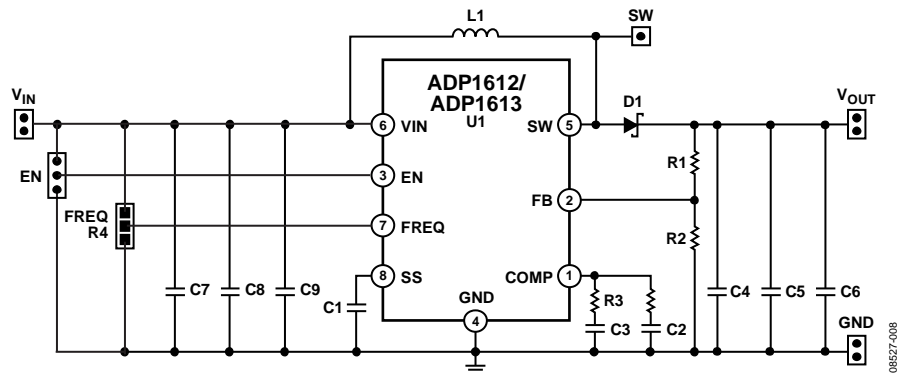 L1
SW
ADP1612/
ADP1613
U1
VIN
VOUT
D1
6
VIN
SW
5
R1
EN
3
EN
FB
2
FREQ
R4
7
FREQ
R2
8
SS
COMP
1
C7
C8
C9
C1
GND
4
R3
C3
C2
C4
C5
C6
GND
08527-008